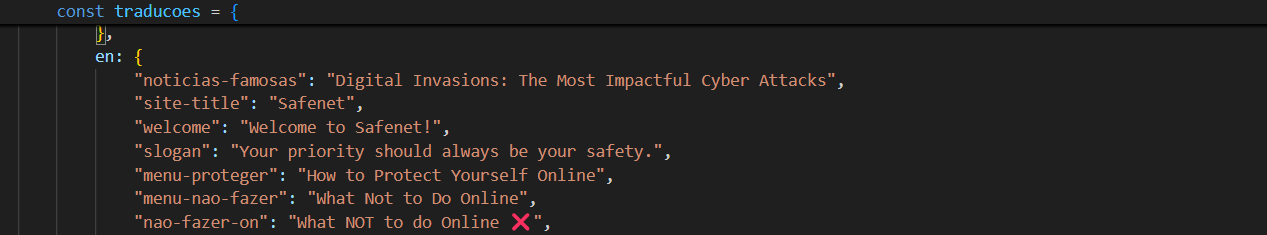 const traducoes = {
},
en: {
"noticias-famosas": "Digital Invasions: The Most Impactful Cyber Attacks",
"site-title": "Safenet",
"welcome": "Welcome to Safenet!",
"slogan": "Your priority should always be your safety.",
"menu-proteger": "How to Protect Yourself Online",
"menu-nao-fazer": "What Not to Do Online",
"nao-fazer-on": "What NOT to do Online ❌",